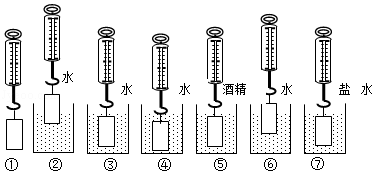 水 水 水 酒精 水 盐 水
① ② ③ ④ ⑤ ⑥ ⑦